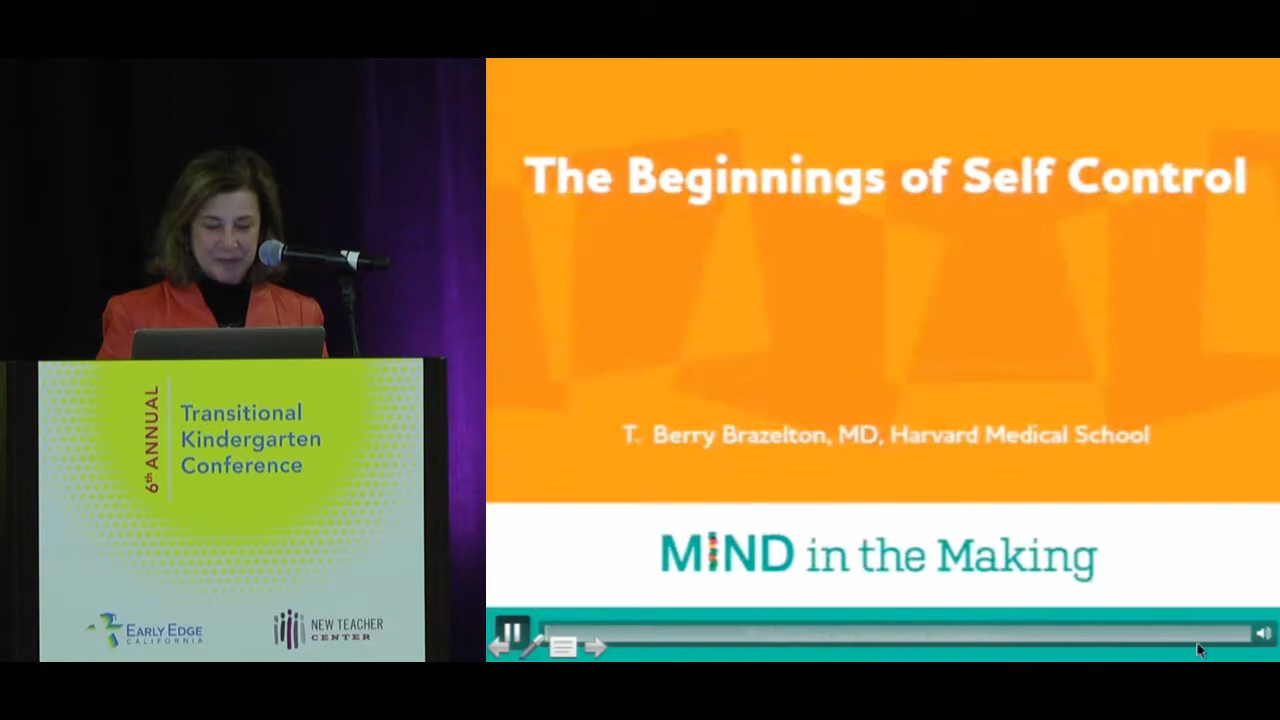 6th ANNUAL
Transitional
Kindergarten
Conference
EARLY EDGE
CALIFORNIA
NEW TEACHER
CENTER
The Beginnings of Self Control
T. Berry Brazelton, MD, Harvard Medical School
MIND in the Making